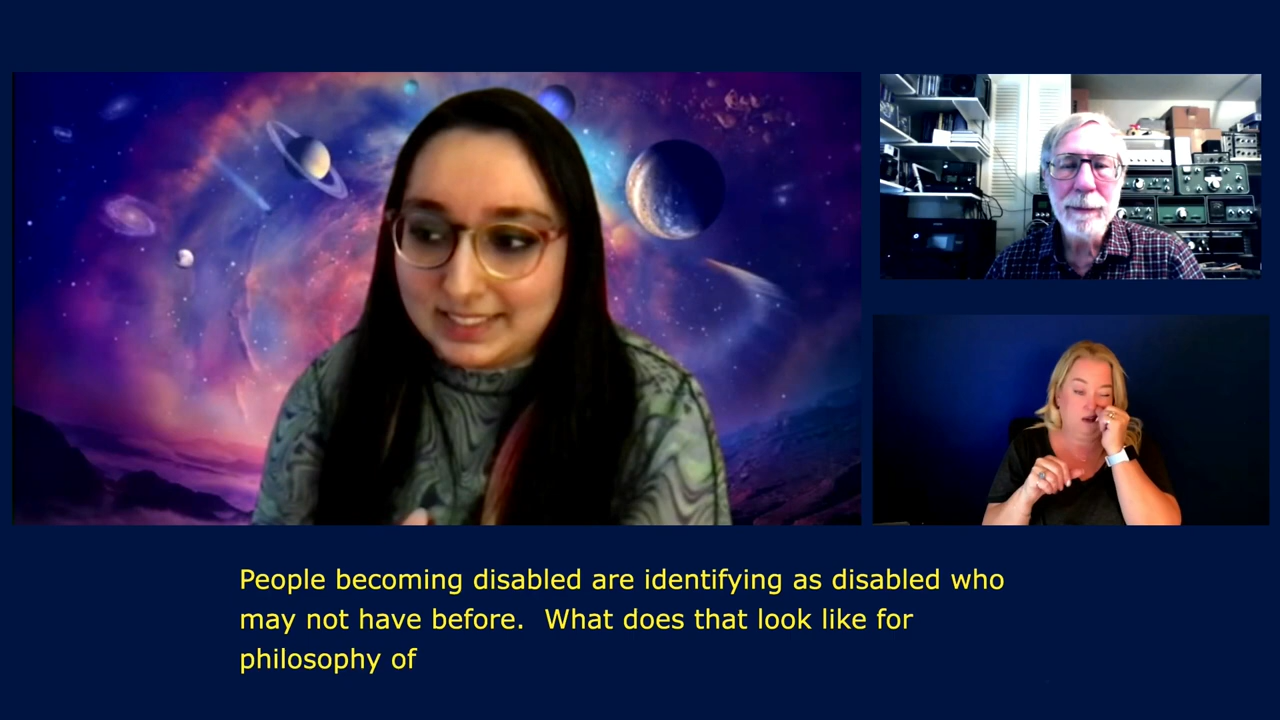 People becoming disabled are identifying as disabled who
may not have before.  What does that look like for
philosophy of